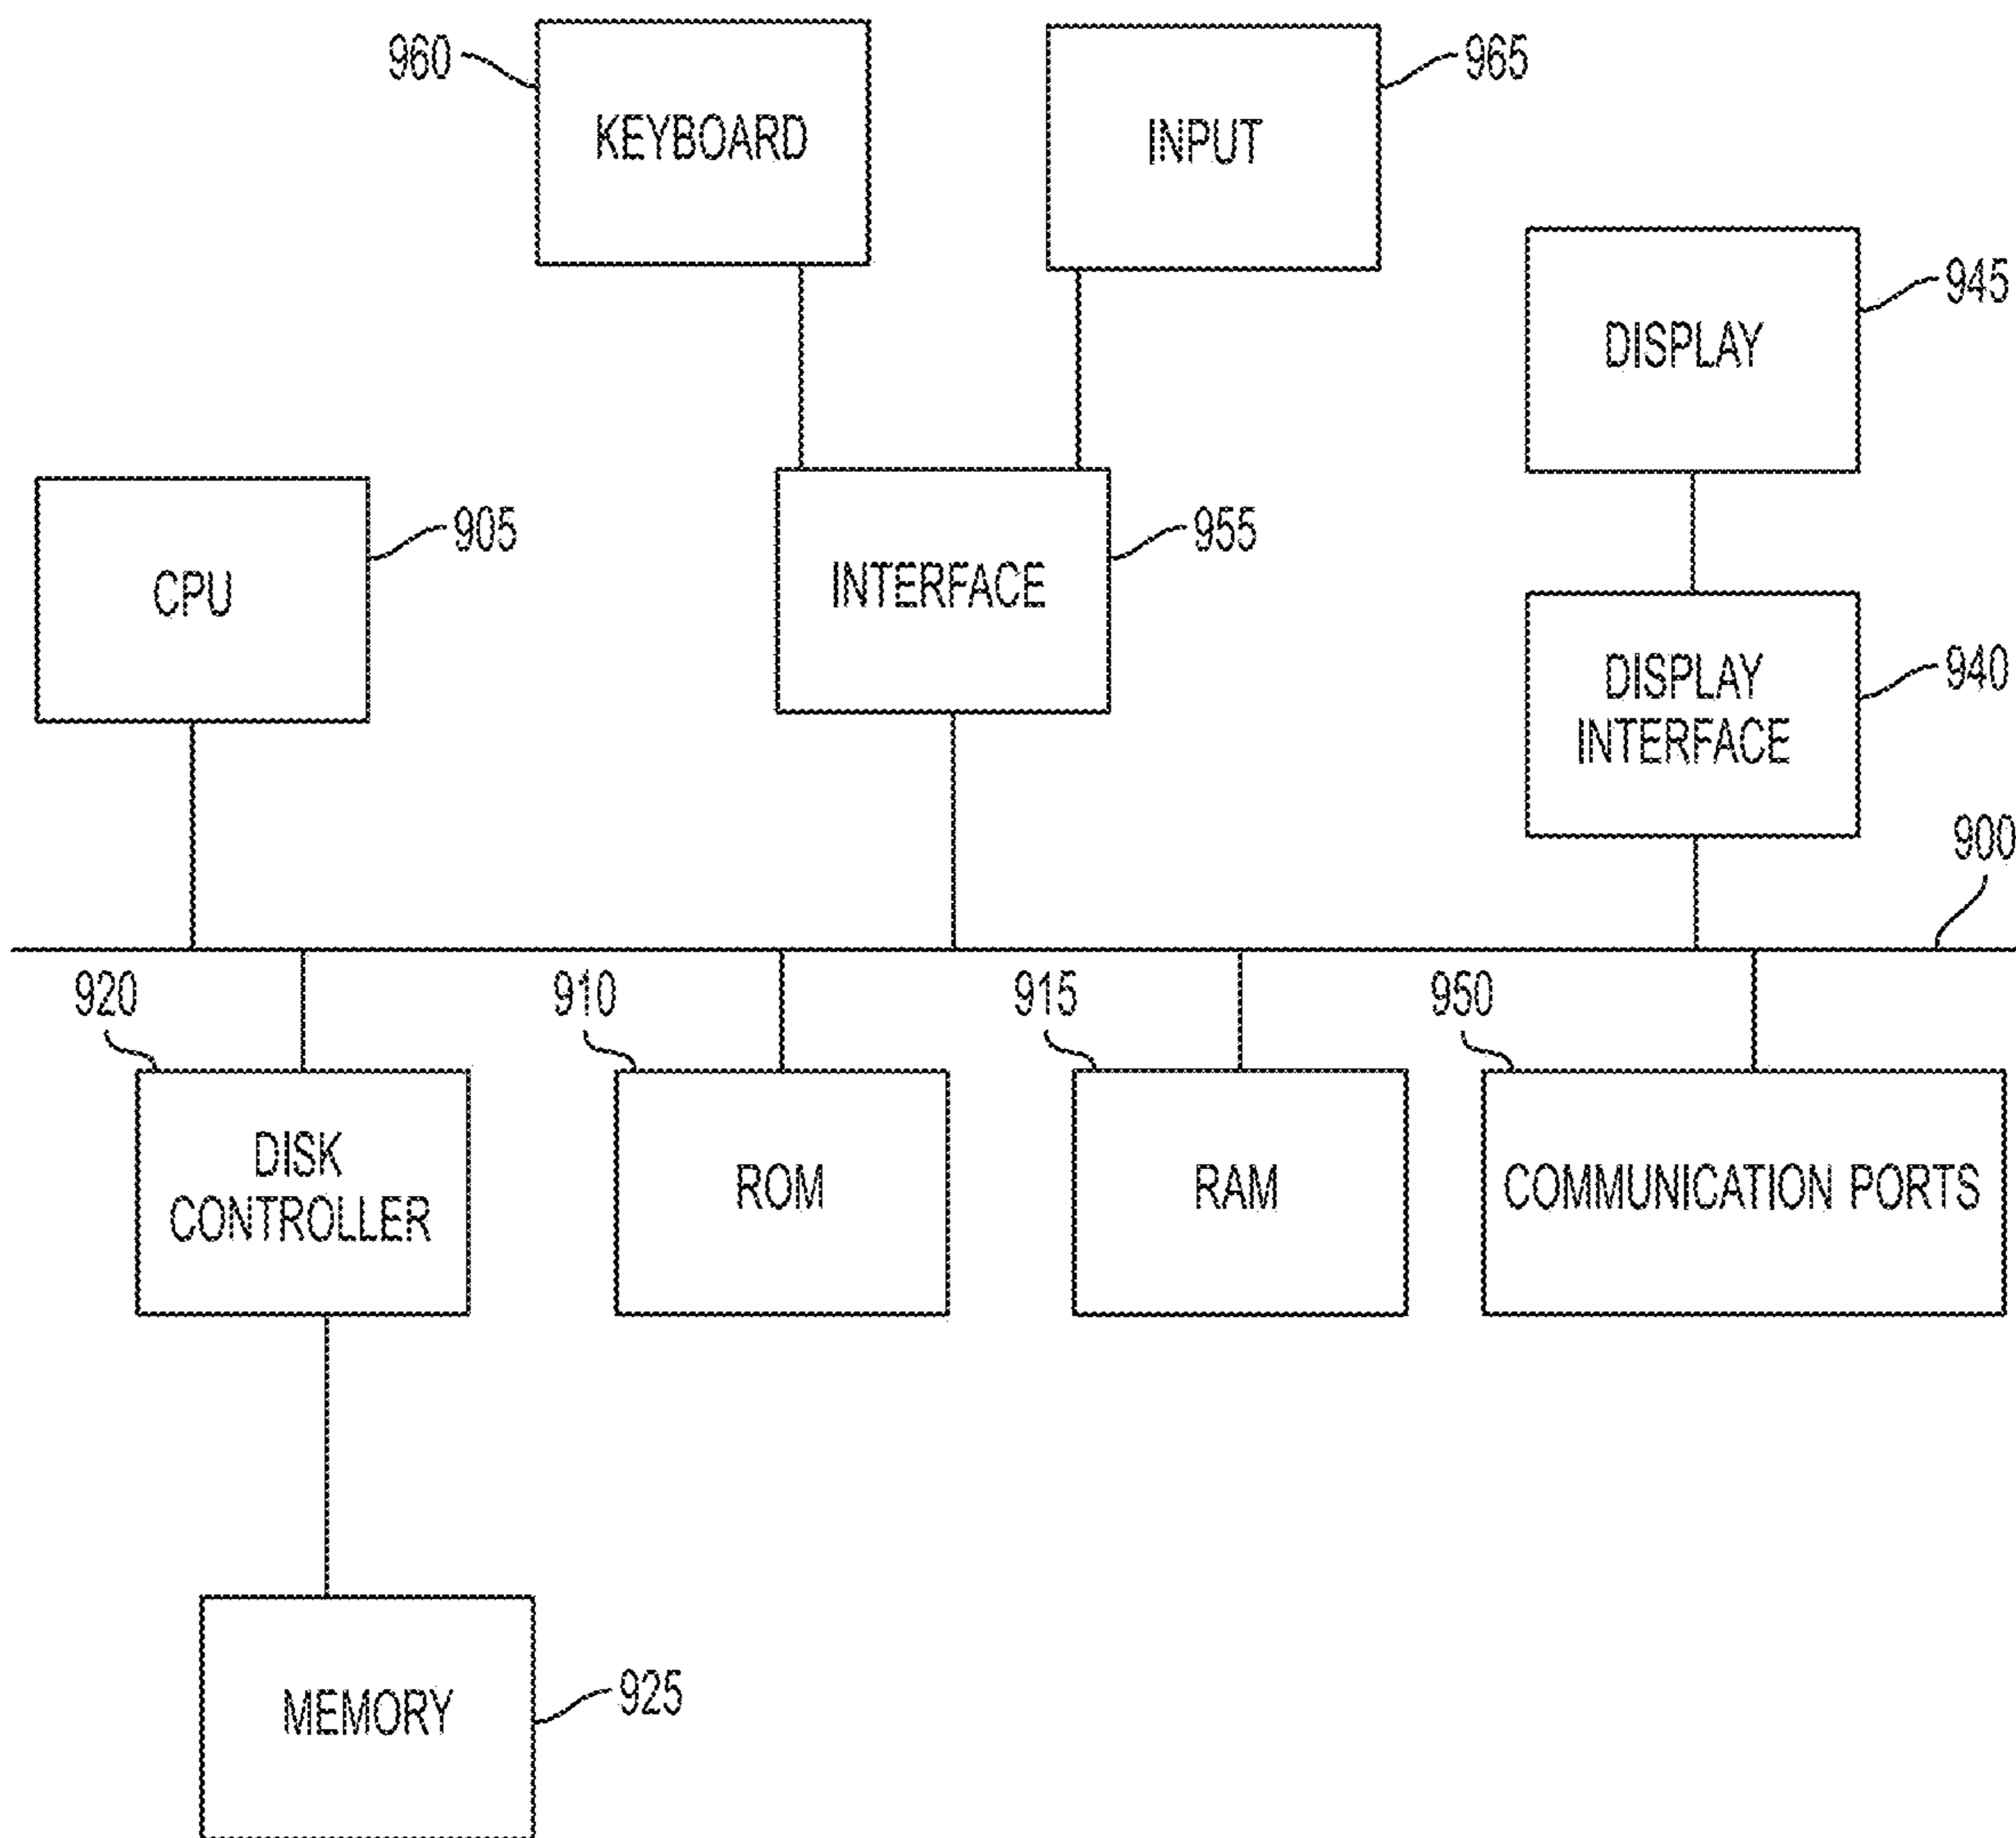 960
KEYBOARD
INPUT
965
DISPLAY
945
CPU
905
INTERFACE
955
DISPLAY
INTERFACE
940
900
920
DISK
CONTROLLER
910
ROM
915
RAM
950
COMMUNICATION PORTS
MEMORY
925